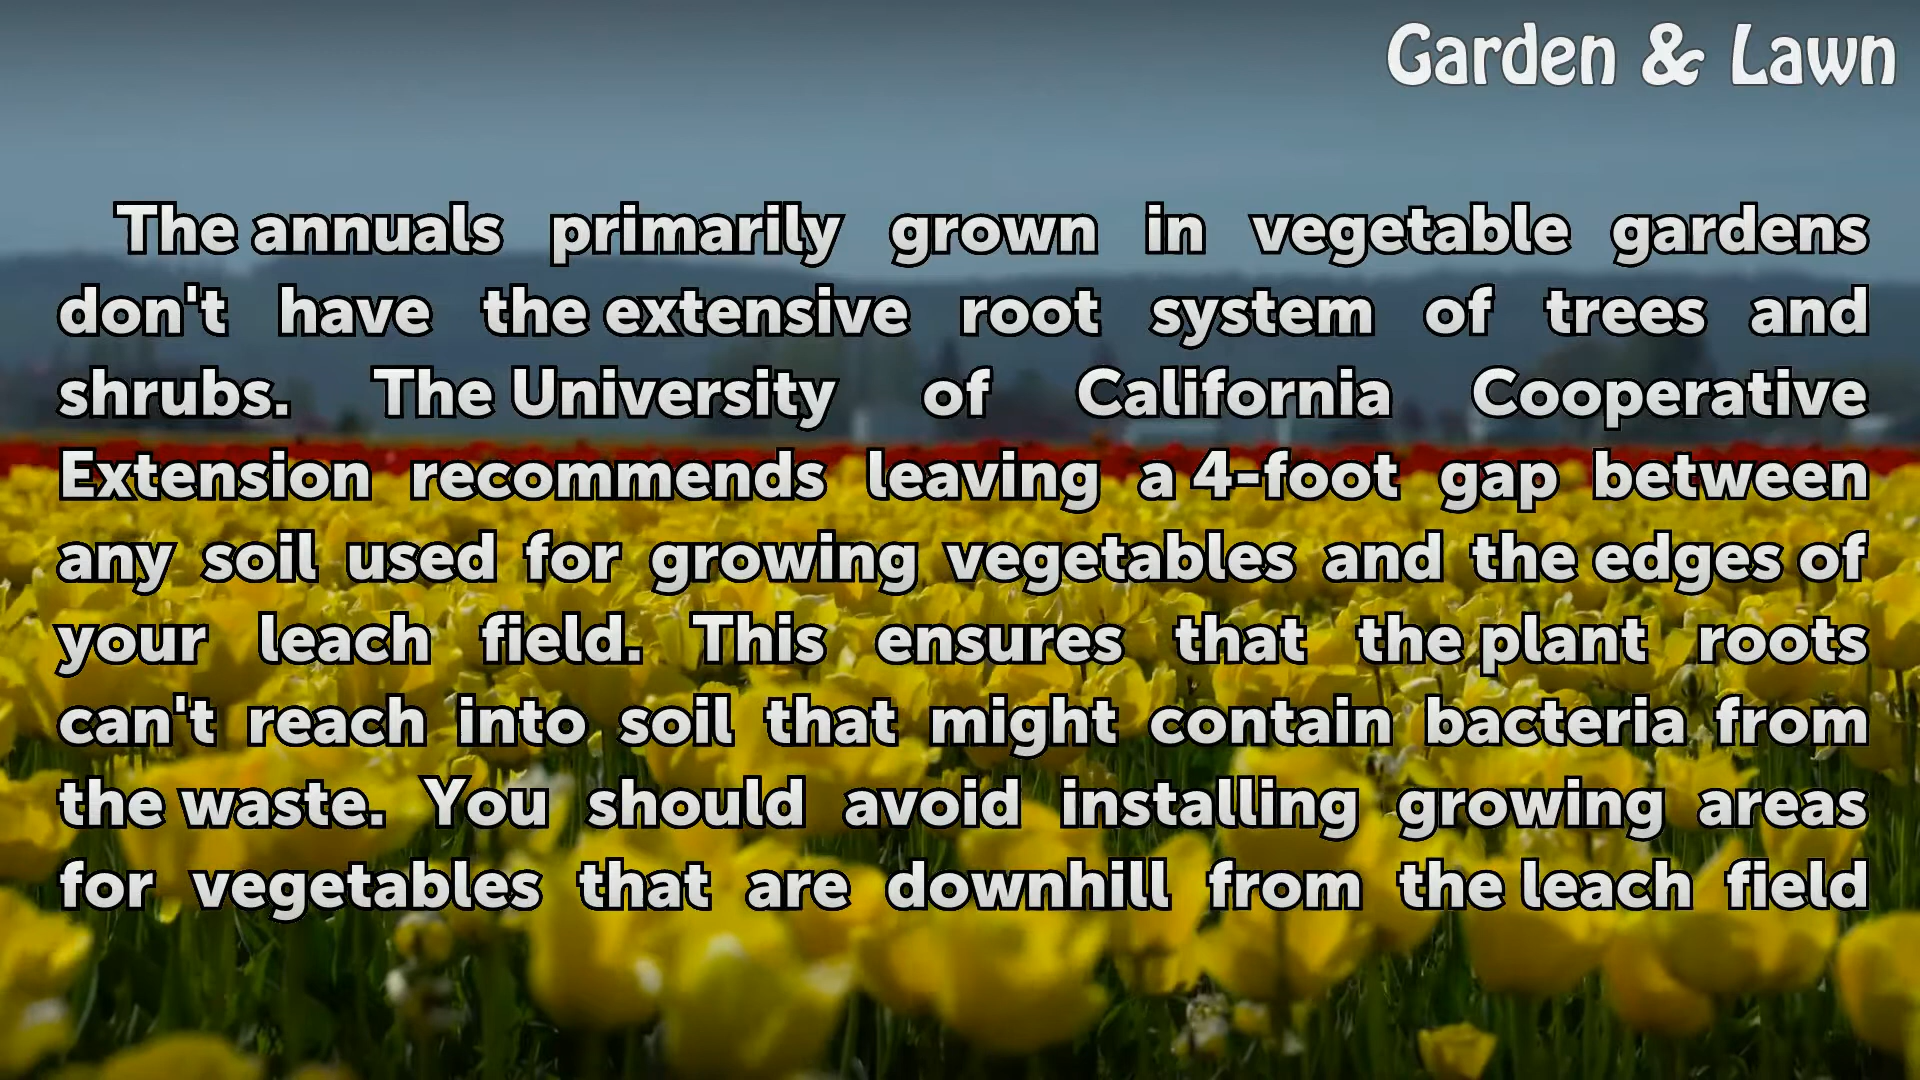 Garden & Lawn
The annuals primarily grown in vegetable gardens
don't have the extensive root system of trees and
shrubs. The University of California Cooperative
Extension recommends leaving a 4-foot gap between
any soil used for growing vegetables and the edges of
your leach field. This ensures that the plant roots
can't reach into soil that might contain bacteria from
the waste. You should avoid installing growing areas
for vegetables that are downhill from the leach field